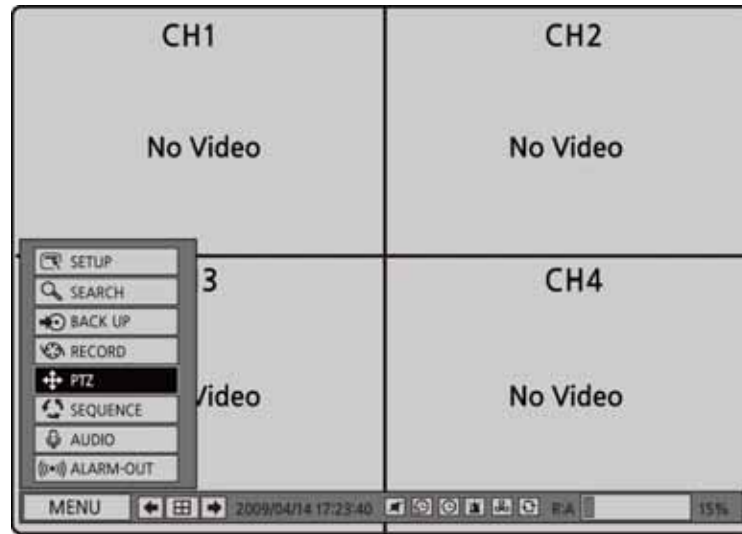 CH1
CH2
No Video
No Video
SETUP
SEARCH
BACK UP
RECORD
PTZ
SEQUENCE
AUDIO
ALARM-OUT
3
CH4
Video
No Video
MENU
2009/04/14 17:23:40
R:A
15%